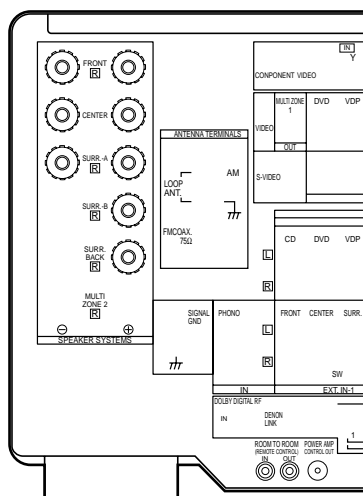 FRONT
R
CENTER
SURR.-A
R
SURR.-B
R
SURR.
BACK
R
MULTI
ZONE 2
R
SPEAKER SYSTEMS
ANTENNA TERMINALS
LOOP
ANT.
AM
FMCOAX.
75Ω
SIGNAL
GND
IN
Y
COMPONENT VIDEO
VIDEO
MULTI ZONE
1
DVD
VDP
OUT
S-VIDEO
CD
DVD
VDP
L
R
PHONO
L
R
IN
FRONT
CENTER
SURR.
SW
EXT. IN-1
DOLBY DIGITAL RF
IN
DENON
LINK
1
ROOM TO ROOM
(REMOTE CONTROL)
IN
OUT
POWER AMP
CONTROL OUT